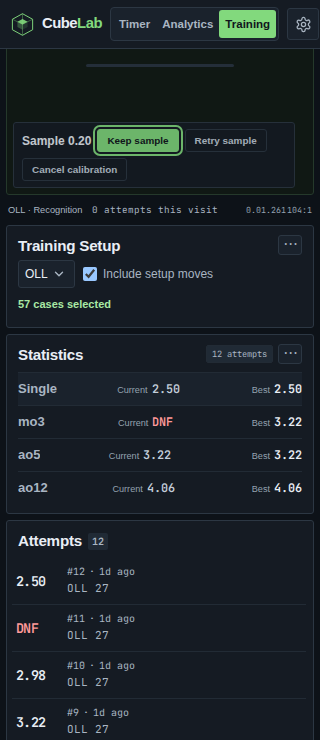 CubeLab Timer Analytics Training
Sample 0.20 Keep sample Retry sample
Cancel calibration
OLL · Recognition 0 attempts this visit 0.01.261104:1
Training Setup ···
OLL Include setup moves
57 cases selected
Statistics 12 attempts ···
Single Current 2.50 Best 2.50
mo3 Current DNF Best 3.22
ao5 Current 3.22 Best 3.22
ao12 Current 4.06 Best 4.06
Attempts 12
2.50 #12 · 1d ago
OLL 27
DNF #11 · 1d ago
OLL 27
2.98 #10 · 1d ago
OLL 27
3.22 #9 · 1d ago
OLL 27